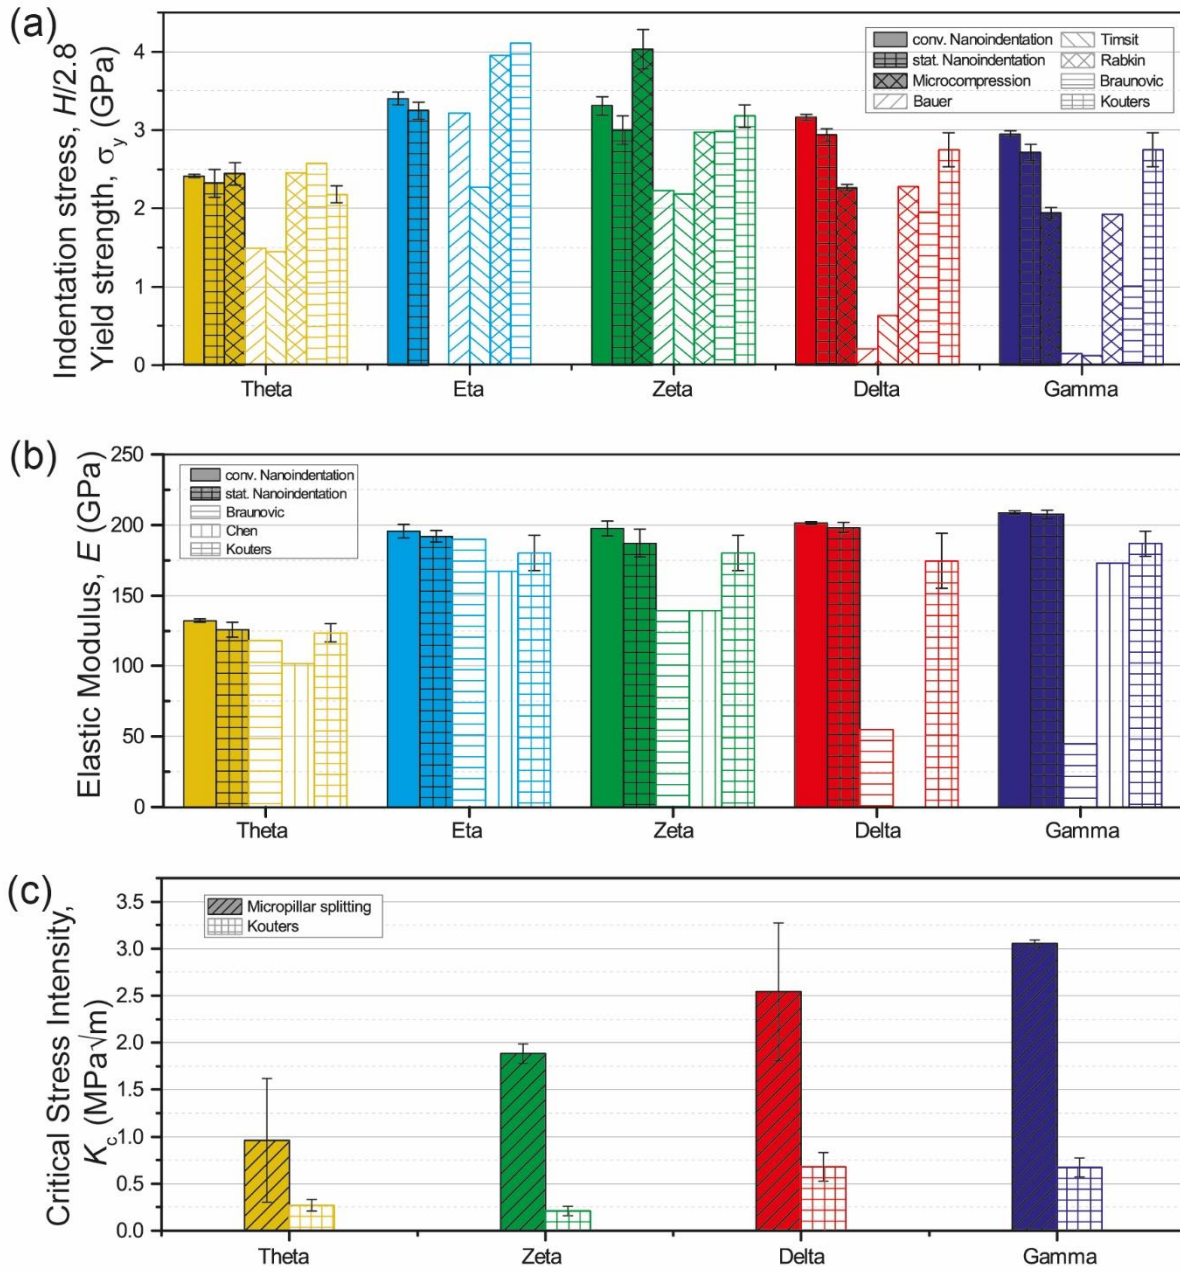 (a)
Indentation stress, H/2.8
Yield strength, σy (GPa)
4
3
2
1
0
conv. Nanoindentation
stat. Nanoindentation
Microcompression
Bauer
Timsit
Rabkin
Braunovic
Kouters
Theta
Eta
Zeta
Delta
Gamma
(b)
Elastic Modulus, E (GPa)
250
200
150
100
50
0
conv. Nanoindentation
stat. Nanoindentation
Braunovic
Chen
Kouters
Theta
Eta
Zeta
Delta
Gamma
(c)
Critical Stress Intensity,
Kc (MPa√m)
3.5
3.0
2.5
2.0
1.5
1.0
0.5
0.0
Micropillar splitting
Kouters
Theta
Zeta
Delta
Gamma